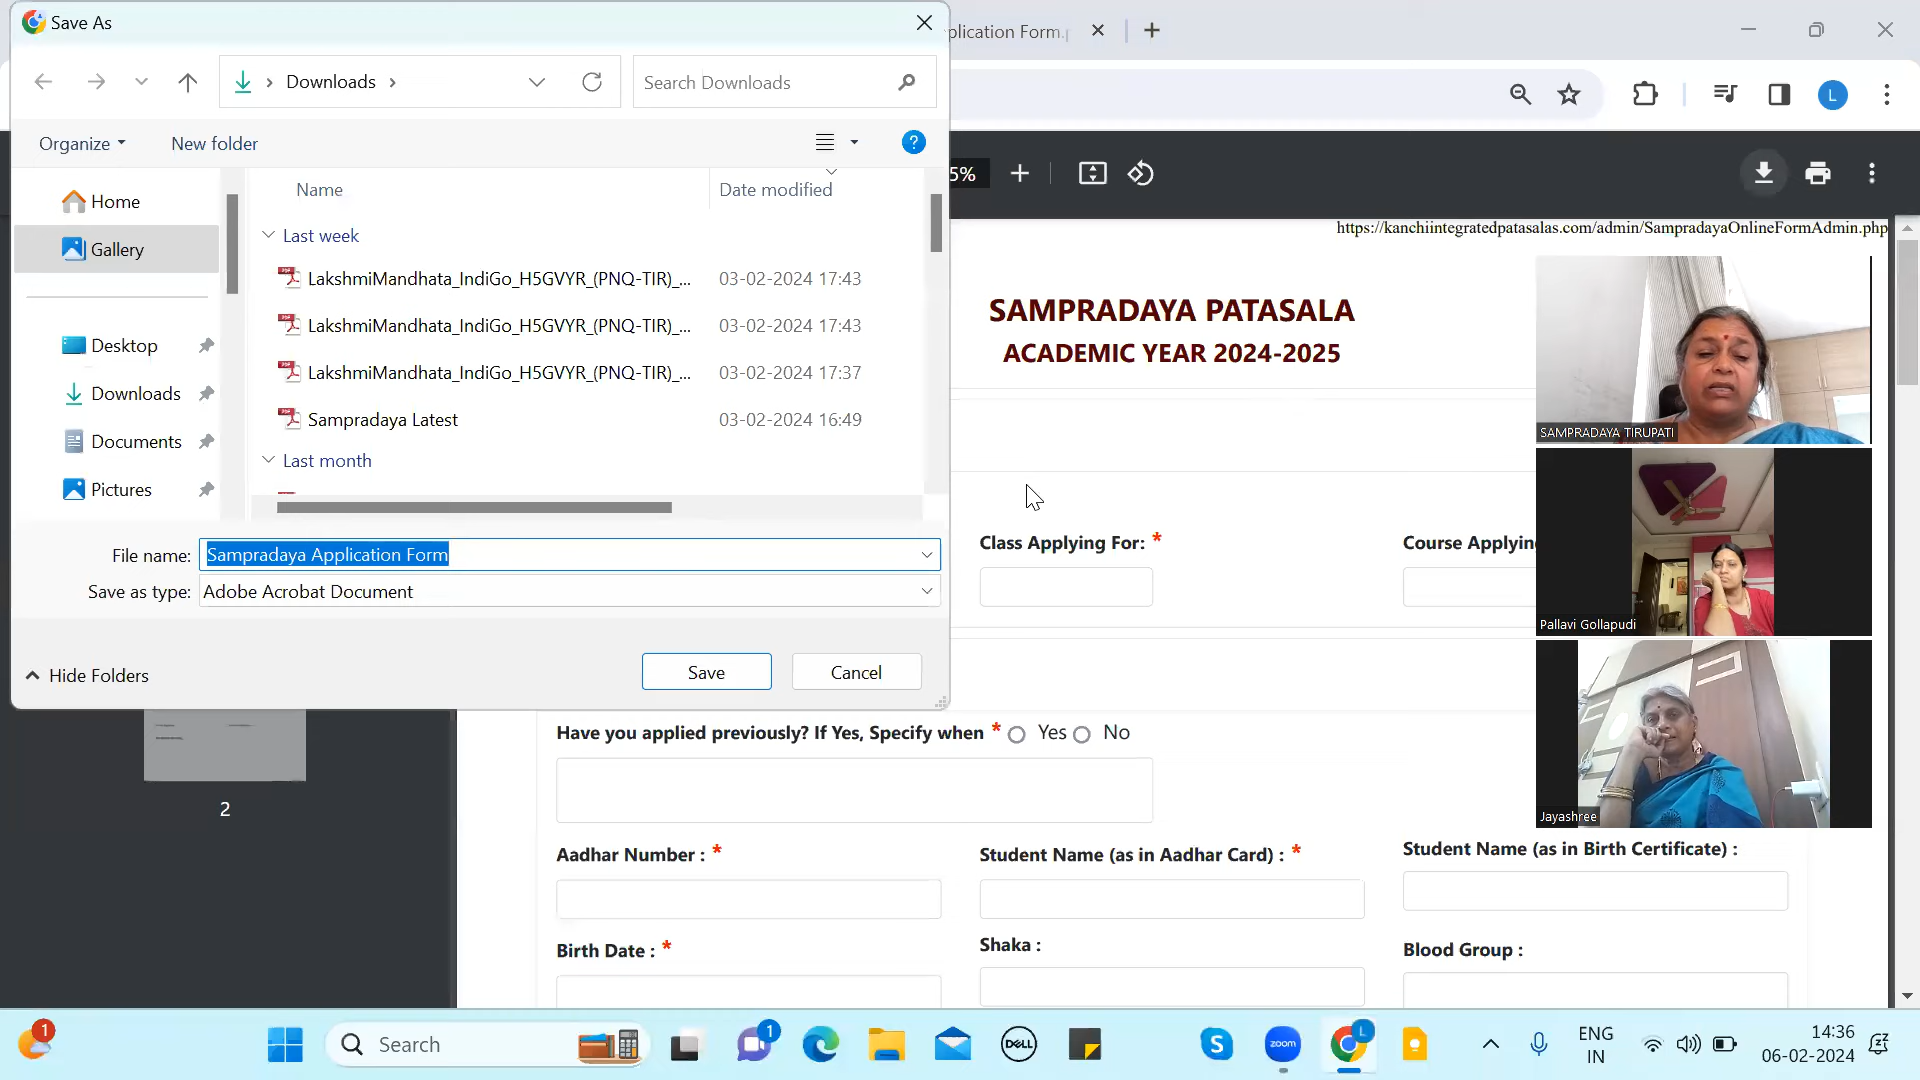 Save As
Downloads
Search Downloads
Organize
New folder
Home
Gallery
Desktop
Downloads
Documents
Pictures
Name
Date modified
Last week
LakshmiMandhata_IndiGo_H5GVYR_(PNQ-TIR)_... 03-02-2024 17:43
LakshmiMandhata_IndiGo_H5GVYR_(PNQ-TIR)_... 03-02-2024 17:43
LakshmiMandhata_IndiGo_H5GVYR_(PNQ-TIR)_... 03-02-2024 17:37
Sampradaya Latest 03-02-2024 16:49
Last month
File name: Sampradaya Application Form
Save as type: Adobe Acrobat Document
Hide Folders
Save
Cancel
plication Form.
L
5%
https://kanchiintegratedpatasalas.com/admin/SampradayaOnlineFormAdmin.php
SAMPRADAYA PATASALA
ACADEMIC YEAR 2024-2025
SAMPRADAYA TIRUPATI
Class Applying For: *
Course Applyin
Pallavi Gollapudi
Have you applied previously? If Yes, Specify when * Yes No
Jayashree
2
Aadhar Number : *
Student Name (as in Aadhar Card) : *
Student Name (as in Birth Certificate) :
Birth Date : *
Shaka :
Blood Group :
1
Search
1
DELL
S
zoom
L
ENG
IN
14:36
06-02-2024